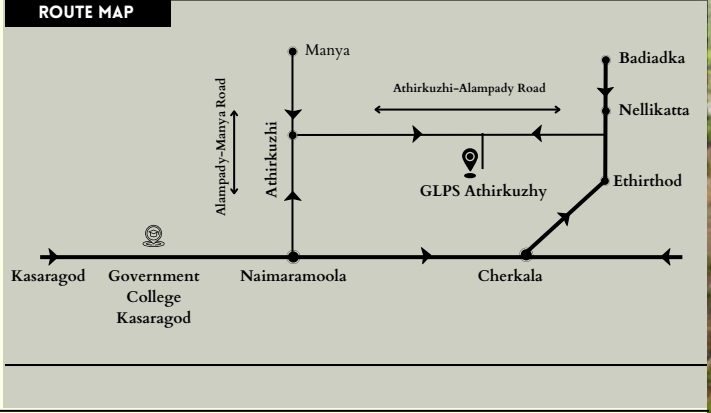 ROUTE MAP
Manya
Badiadka
Athirkuzhi-Alampady Road
Nellikatta
Alampady-Manya Road
Athirkuzhi
GLPS Athirkuzhy
Ethirthod
Kasaragod
Government
College
Kasaragod
Naimaramoola
Cherkala